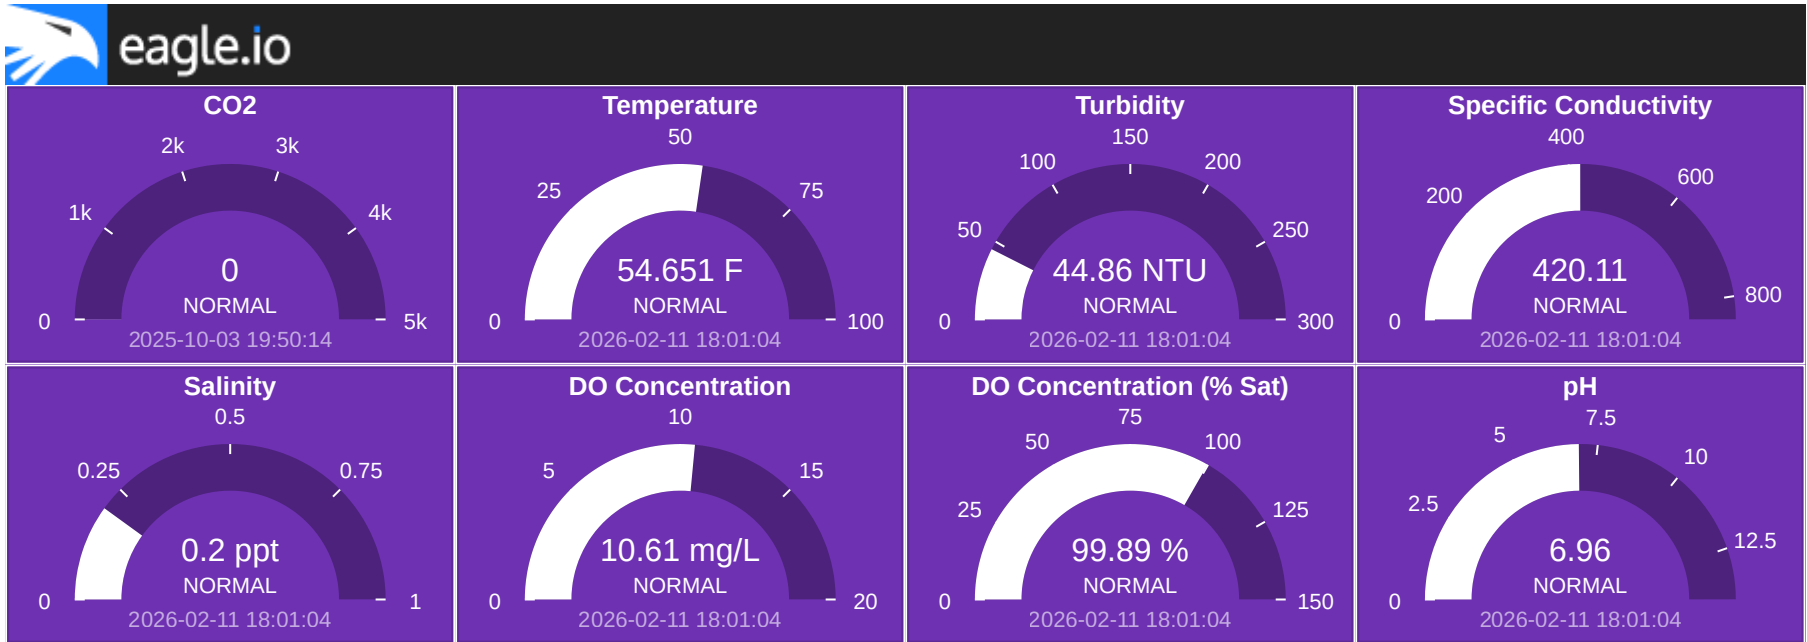 eagle.io
CO2
0
1k
2k
3k
4k
5k
0
NORMAL
2025-10-03 19:50:14
Temperature
0
25
50
75
100
54.651 F
NORMAL
2026-02-11 18:01:04
Turbidity
0
50
100
150
200
250
300
44.86 NTU
NORMAL
2026-02-11 18:01:04
Specific Conductivity
0
200
400
600
800
420.11
NORMAL
2026-02-11 18:01:04
Salinity
0
0.25
0.5
0.75
1
0.2 ppt
NORMAL
2026-02-11 18:01:04
DO Concentration
0
5
10
15
20
10.61 mg/L
NORMAL
2026-02-11 18:01:04
DO Concentration (% Sat)
0
25
50
75
100
125
150
99.89 %
NORMAL
2026-02-11 18:01:04
pH
0
2.5
5
7.5
10
12.5
6.96
NORMAL
2026-02-11 18:01:04